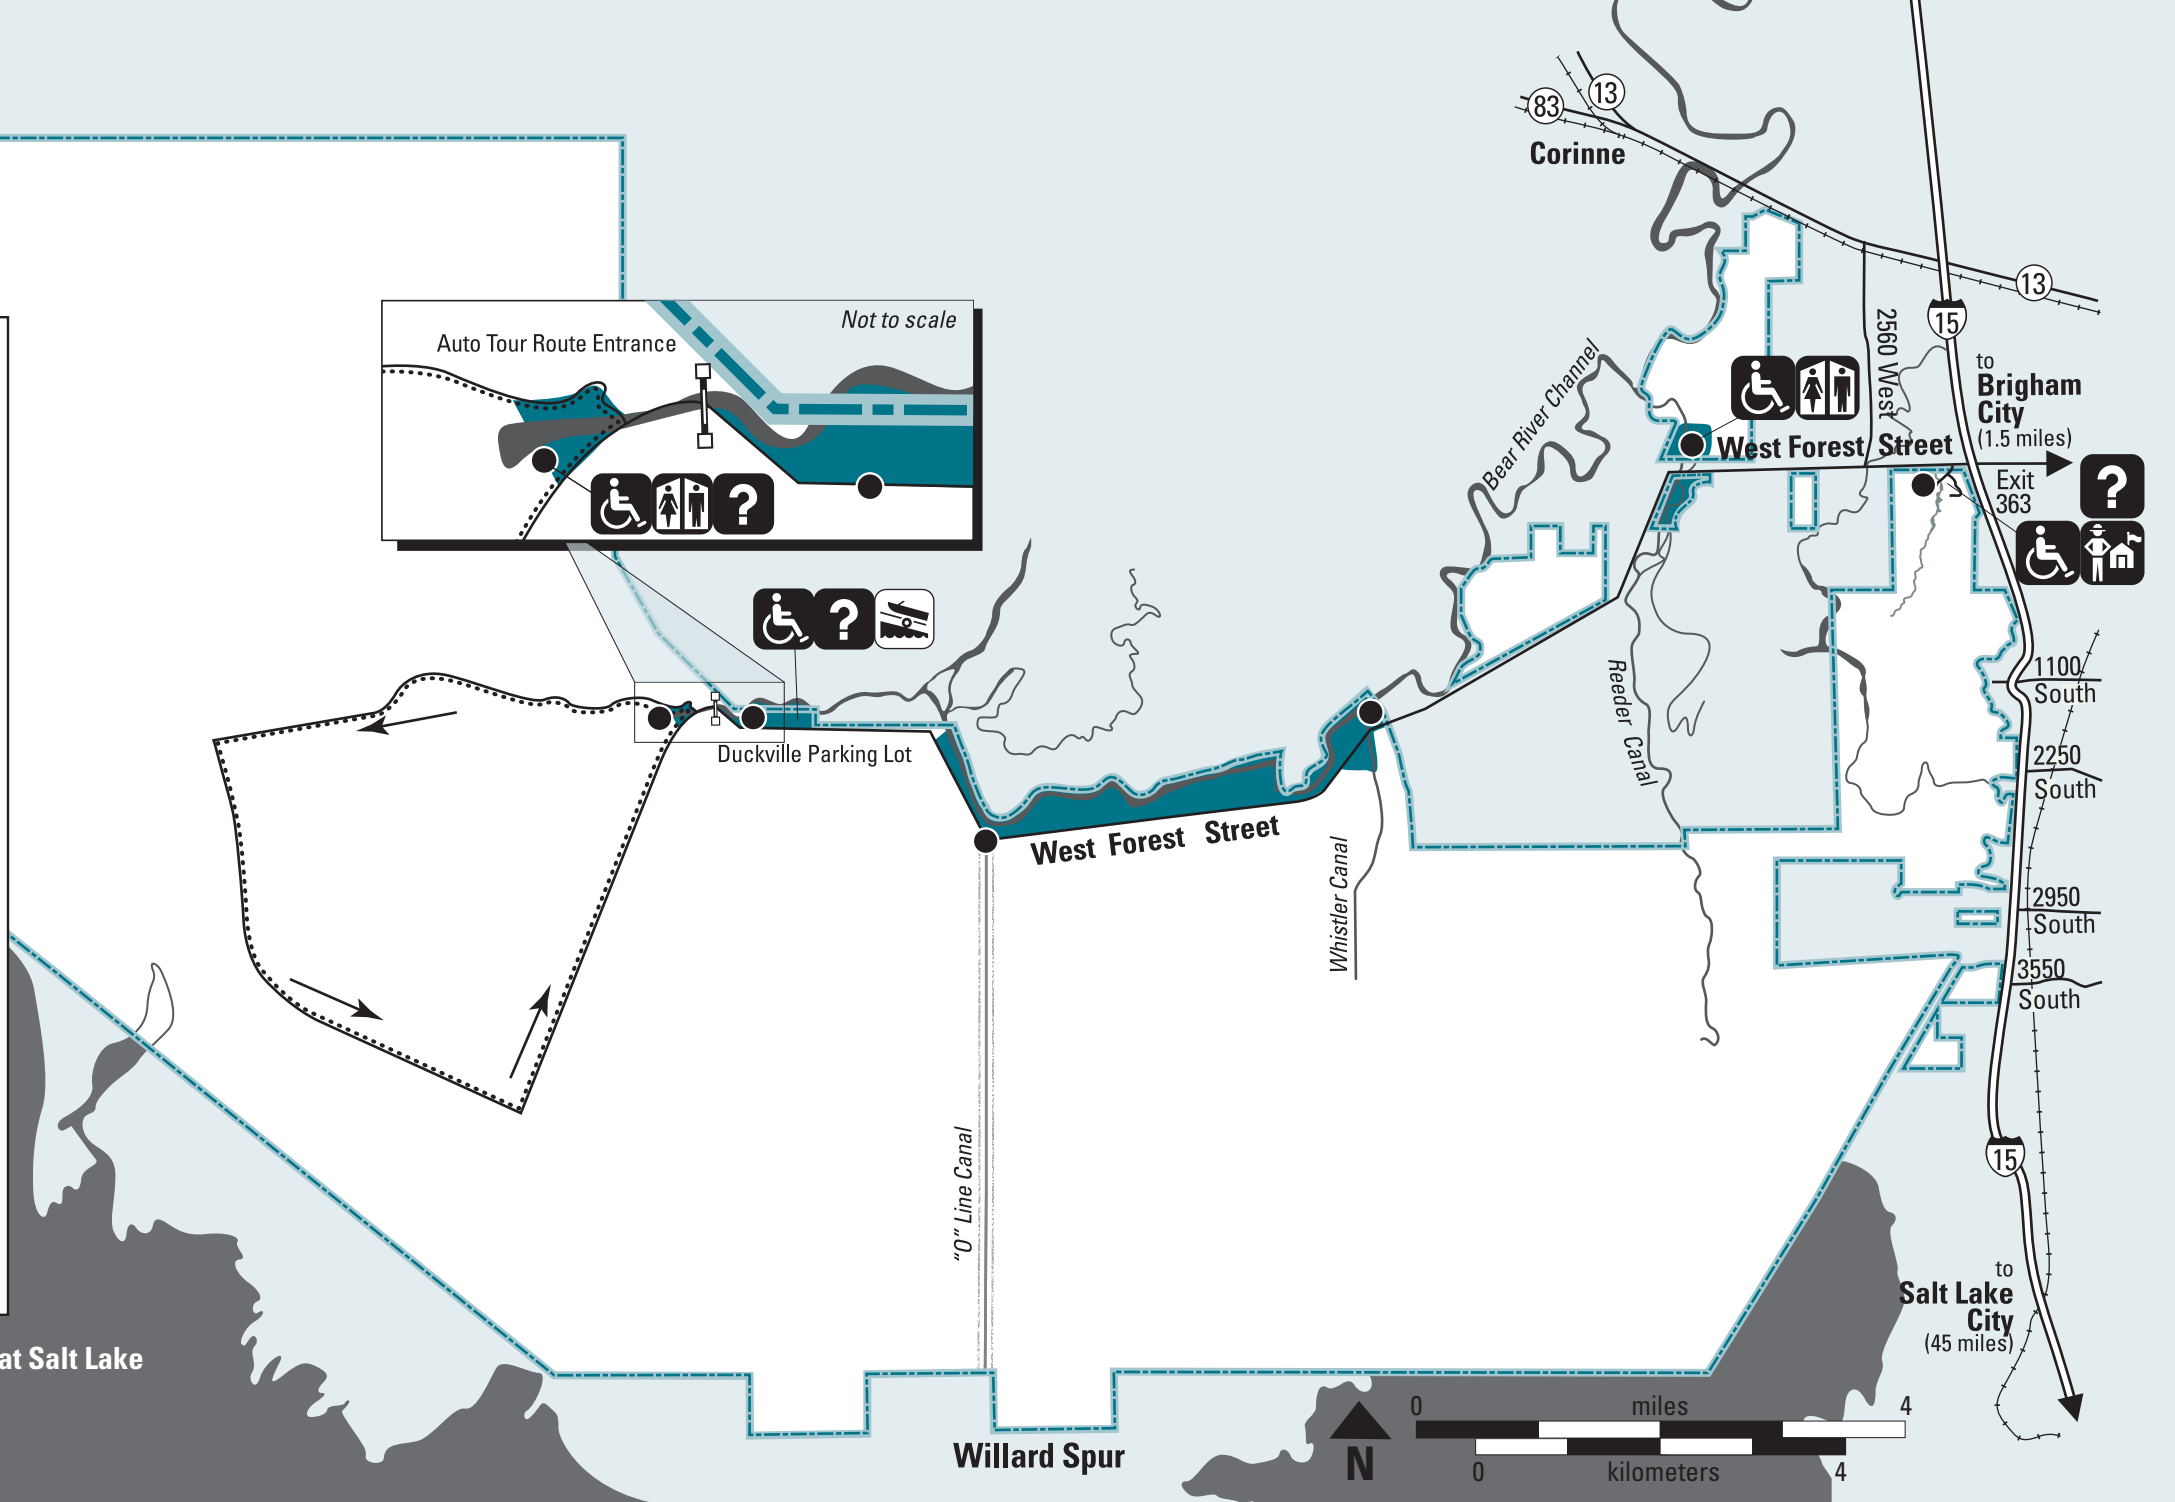 83
13
Corinne
13
15
2560 West
to
Brigham
City
(1.5 miles)
West Forest Street
Exit
363
?
Not to scale
Auto Tour Route Entrance
?
Bear River Channel
?
Duckville Parking Lot
West Forest Street
Whistler Canal
Reeder Canal
1100
South
2250
South
2950
South
3550
South
"O" Line Canal
15
to
Salt Lake
City
(45 miles)
at Salt Lake
Willard Spur
N
0 miles 4
0 kilometers 4